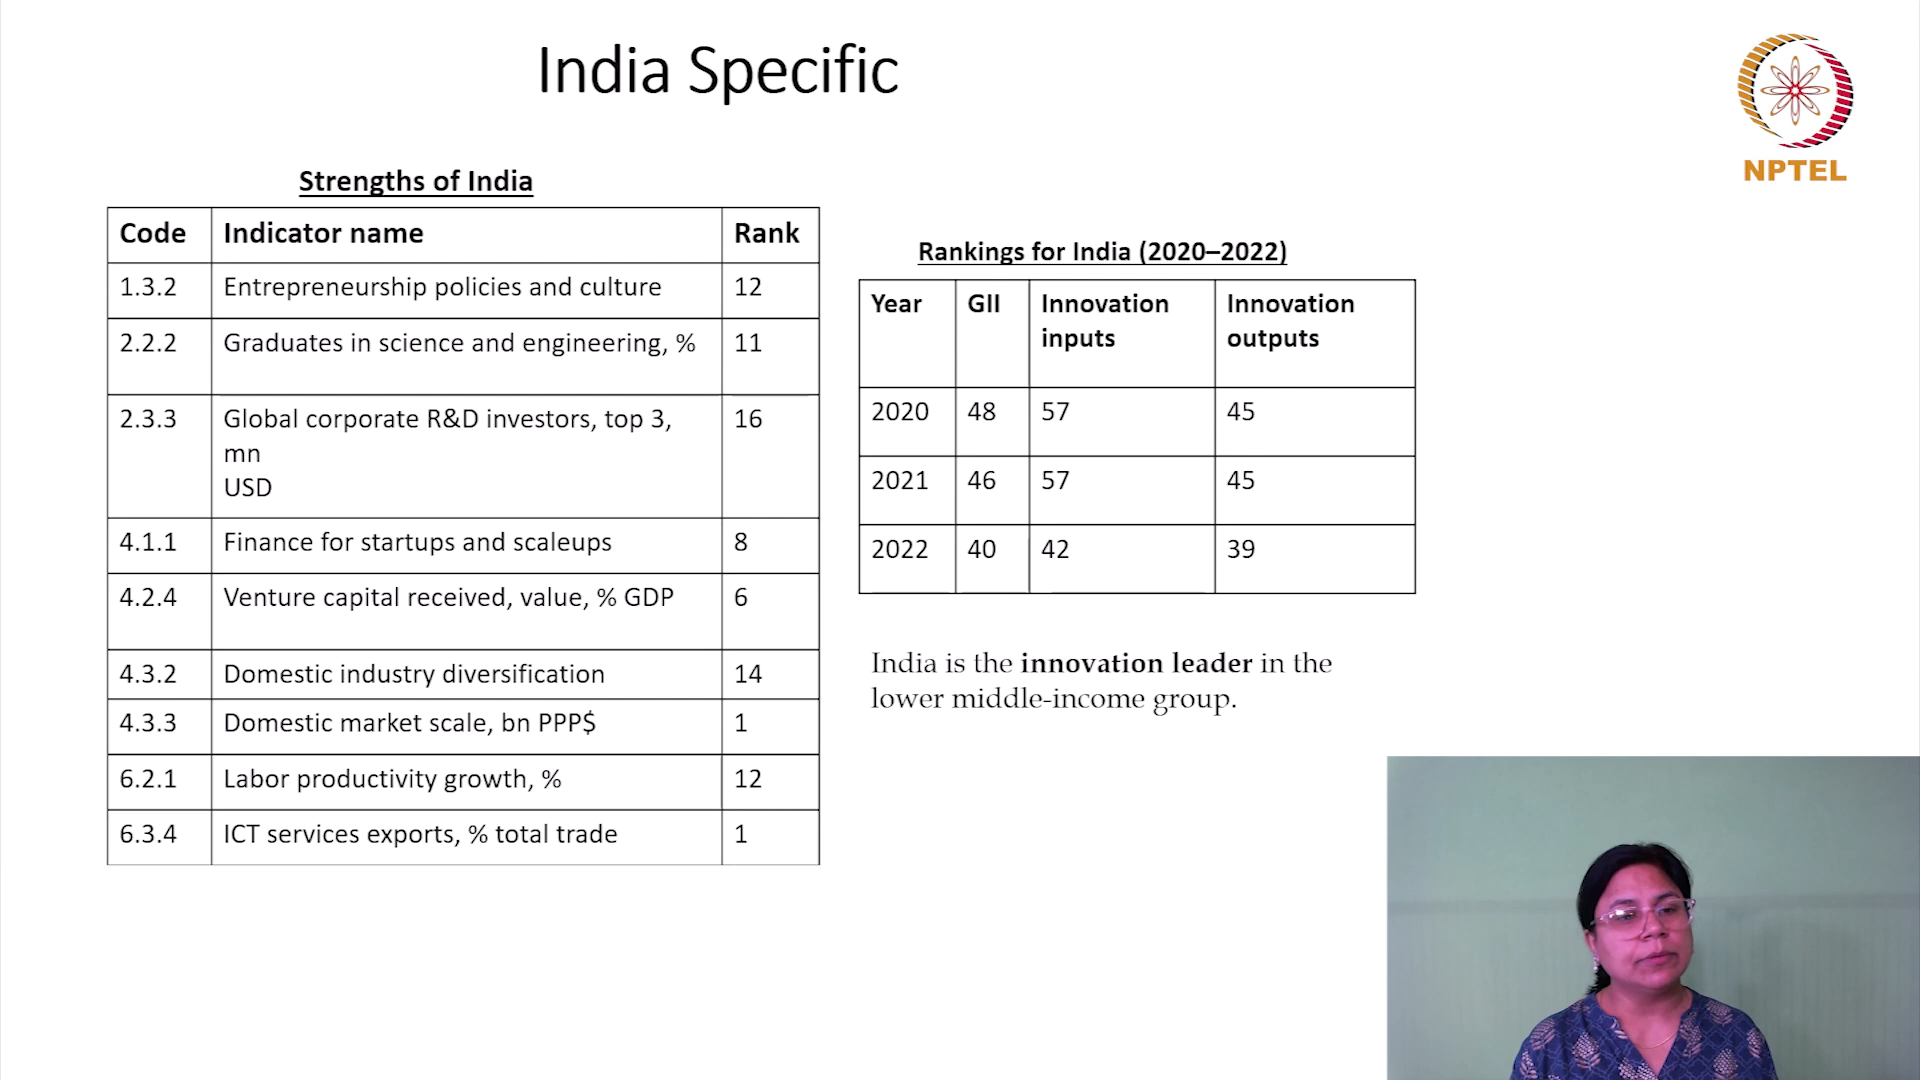 India Specific
NPTEL
Strengths of India
Code Indicator name Rank
1.3.2 Entrepreneurship policies and culture 12
2.2.2 Graduates in science and engineering, % 11
2.3.3 Global corporate R&D investors, top 3, 16
mn
USD
4.1.1 Finance for startups and scaleups 8
4.2.4 Venture capital received, value, % GDP 6
4.3.2 Domestic industry diversification 14
4.3.3 Domestic market scale, bn PPP$ 1
6.2.1 Labor productivity growth, % 12
6.3.4 ICT services exports, % total trade 1
Rankings for India (2020–2022)
Year GII Innovation Innovation
inputs outputs
2020 48 57 45
2021 46 57 45
2022 40 42 39
India is the innovation leader in the
lower middle-income group.